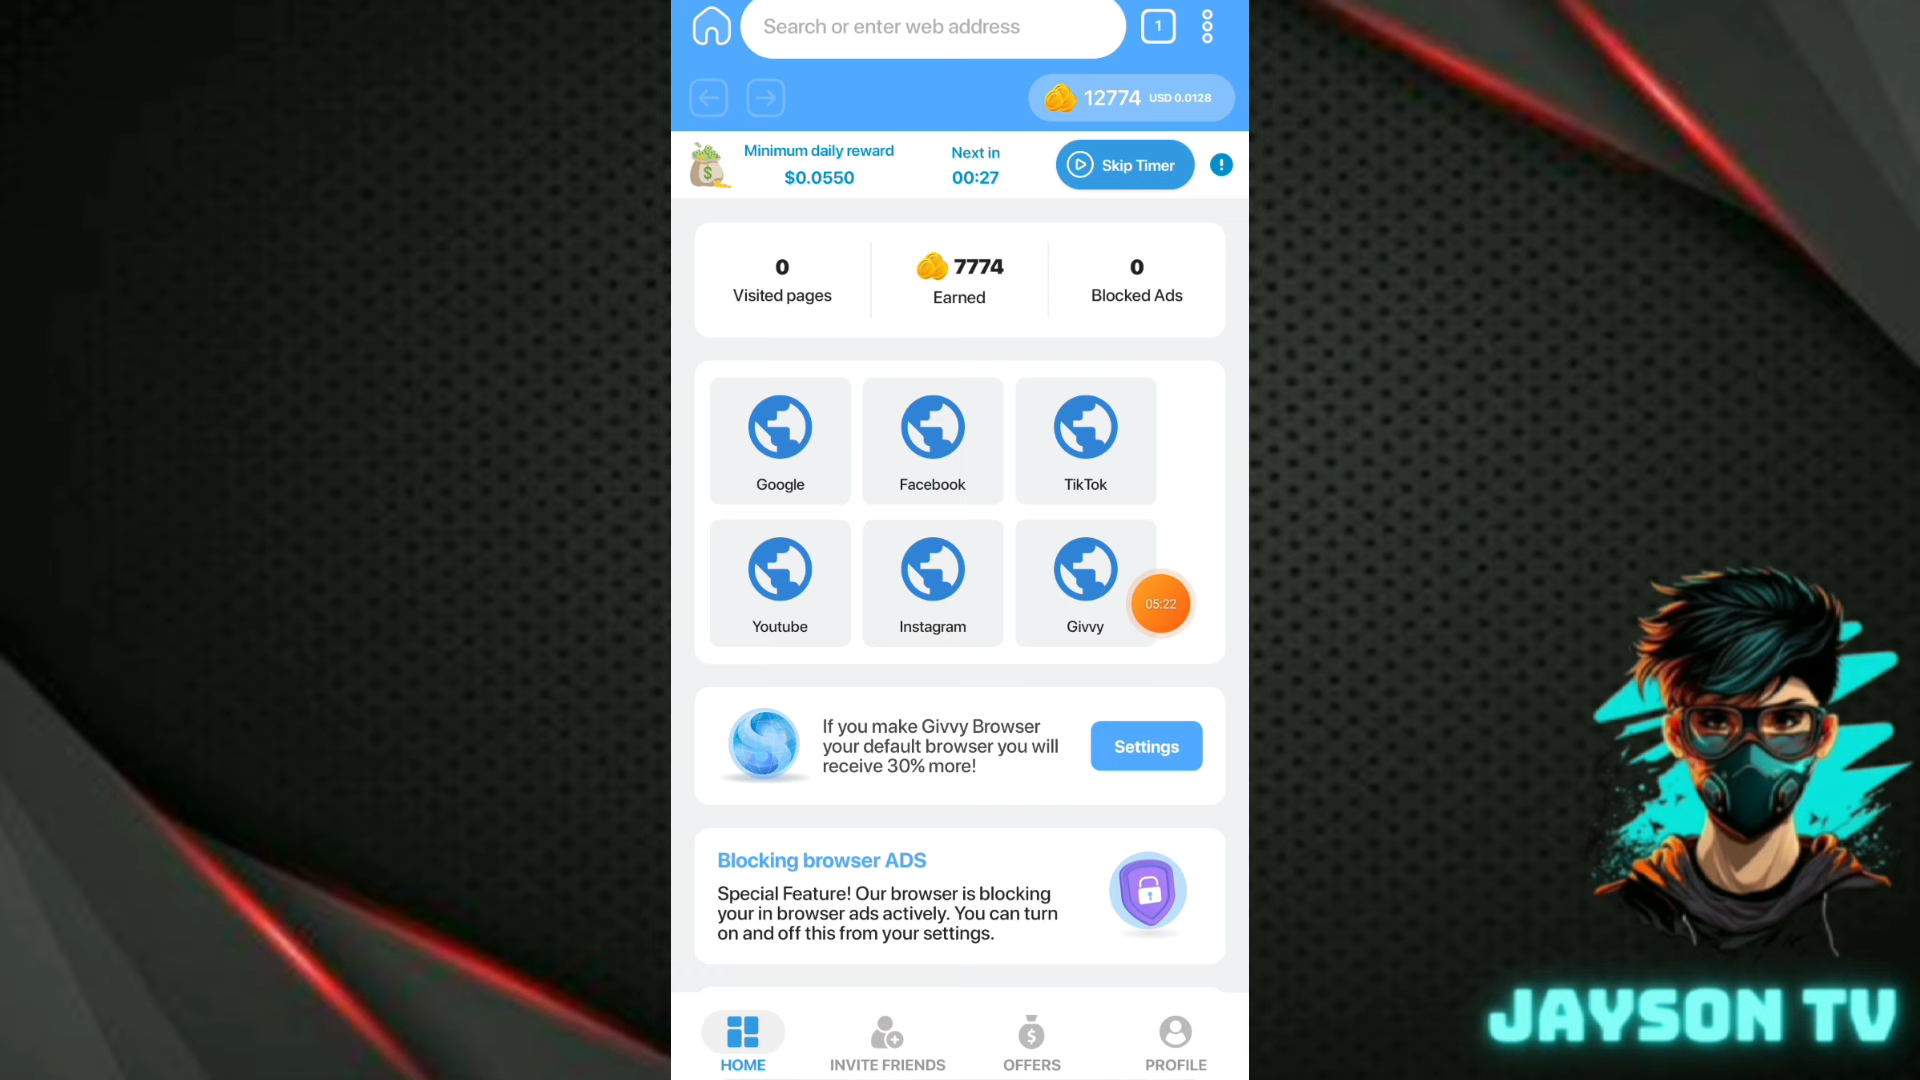 Search or enter web address
1
12774 USD 0.0128
Minimum daily reward
$0.0550
Next in
00:27
Skip Timer
!
0
Visited pages
7774
Earned
0
Blocked Ads
Google
Facebook
TikTok
Youtube
Instagram
Givvy
05:22
If you make Givvy Browser
your default browser you will
receive 30% more!
Settings
Blocking browser ADS
Special Feature! Our browser is blocking
your in browser ads actively. You can turn
on and off this from your settings.
HOME
INVITE FRIENDS
OFFERS
PROFILE
JAYSON TV